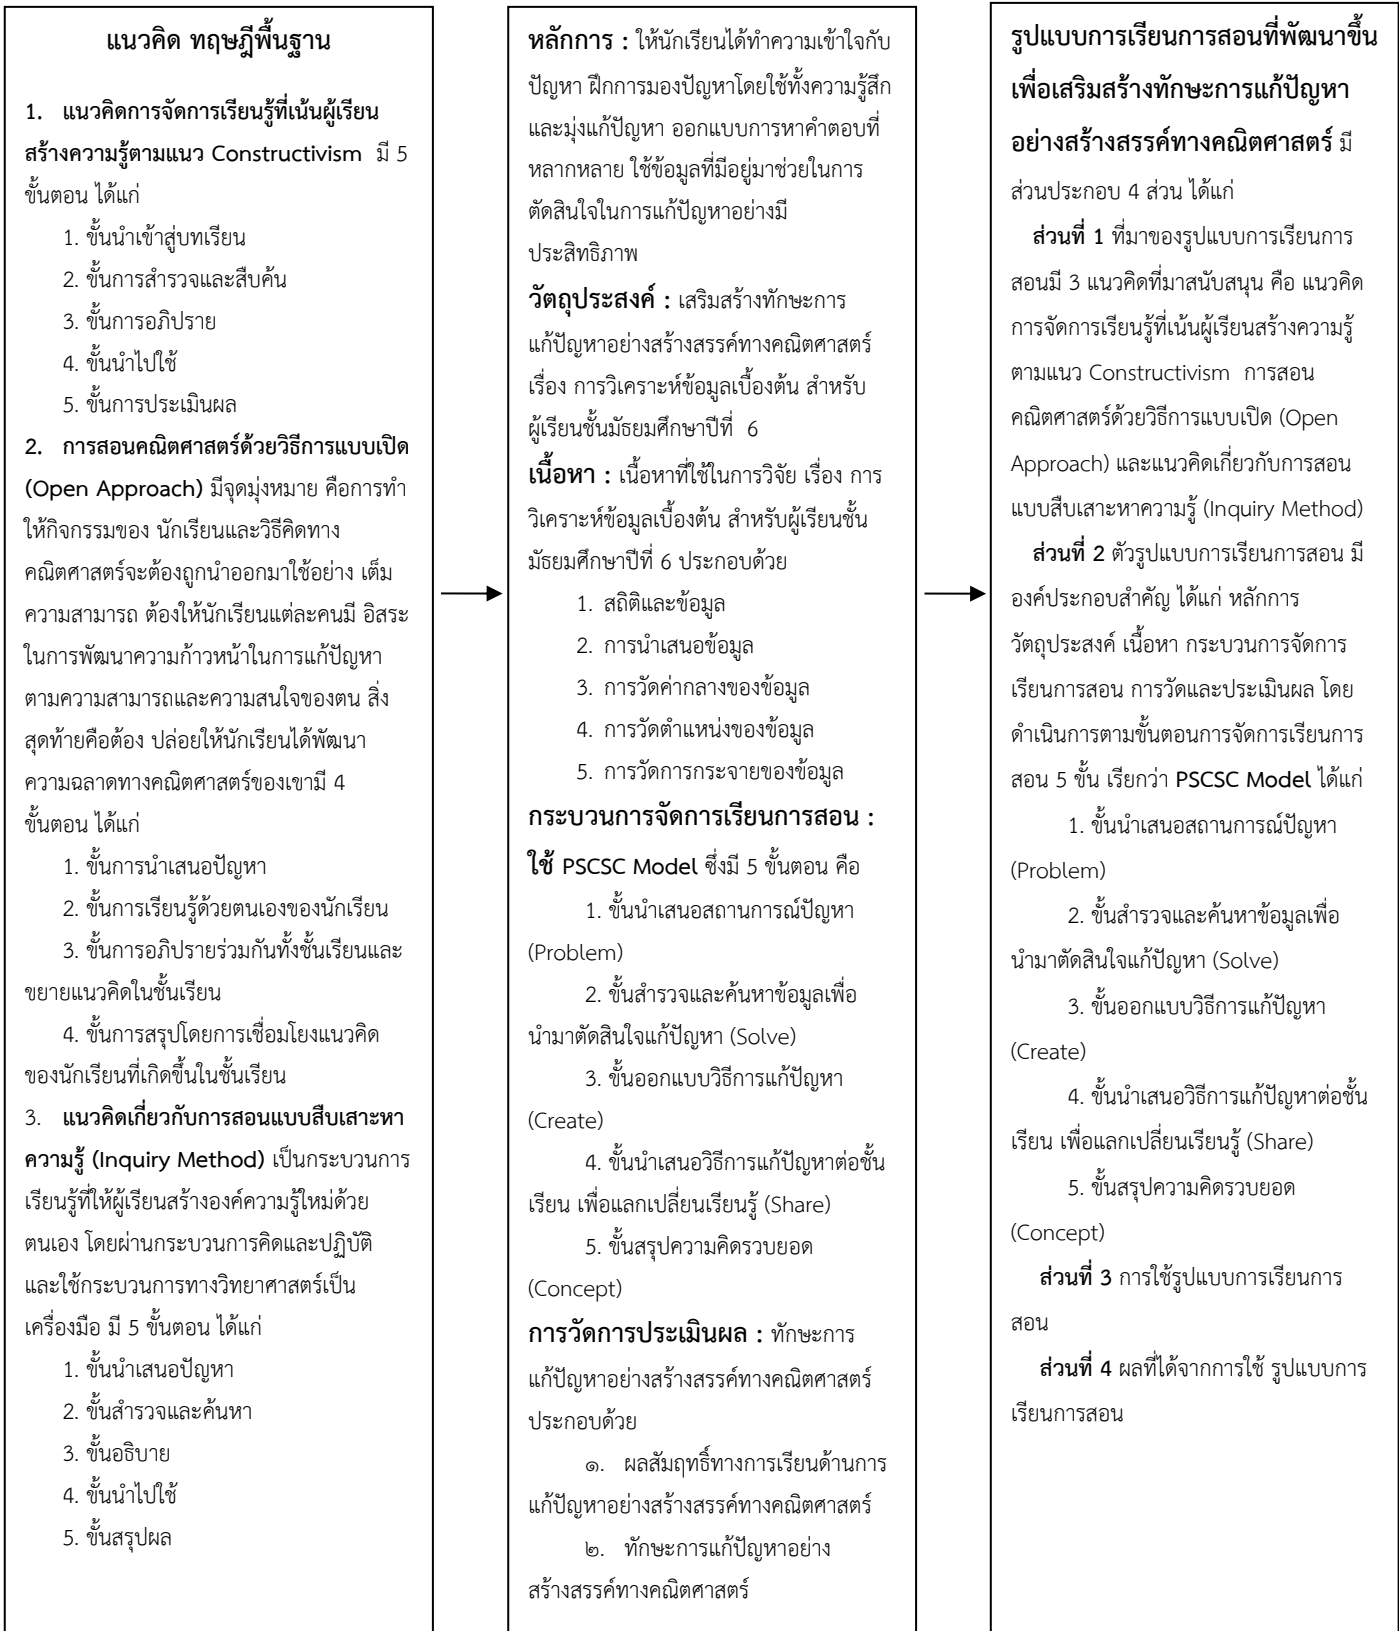 แนวคิด ทฤษฎีพื้นฐาน
1. แนวคิดการจัดการเรียนรู้ที่เน้นผู้เรียน
สร้างความรู้ตามแนว Constructivism มี 5
ขั้นตอน ได้แก่
1. ขั้นนำเข้าสู่บทเรียน
2. ขั้นการสำรวจและสืบค้น
3. ขั้นการอภิปราย
4. ขั้นนำไปใช้
5. ขั้นการประเมินผล
2. การสอนคณิตศาสตร์ด้วยวิธีการแบบเปิด
(Open Approach) มีจุดมุ่งหมาย คือการทำ
ให้กิจกรรมของ นักเรียนและวิธีคิดทาง
คณิตศาสตร์จะต้องถูกนำออกมาใช้อย่าง เต็ม
ความสามารถ ต้องให้นักเรียนแต่ละคนมี อิสระ
ในการพัฒนาความก้าวหน้าในการแก้ปัญหา
ตามความสามารถและความสนใจของตน สิ่ง
สุดท้ายคือต้อง ปล่อยให้นักเรียนได้พัฒนา
ความฉลาดทางคณิตศาสตร์ของเขามี 4
ขั้นตอน ได้แก่
1. ขั้นการนำเสนอปัญหา
2. ขั้นการเรียนรู้ด้วยตนเองของนักเรียน
3. ขั้นการอภิปรายร่วมกันทั้งชั้นเรียนและ
ขยายแนวคิดในชั้นเรียน
4. ขั้นการสรุปโดยการเชื่อมโยงแนวคิด
ของนักเรียนที่เกิดขึ้นในชั้นเรียน
3. แนวคิดเกี่ยวกับการสอนแบบสืบเสาะหา
ความรู้ (Inquiry Method) เป็นกระบวนการ
เรียนรู้ที่ให้ผู้เรียนสร้างองค์ความรู้ใหม่ด้วย
ตนเอง โดยผ่านกระบวนการคิดและปฏิบัติ
และใช้กระบวนการทางวิทยาศาสตร์เป็น
เครื่องมือ มี 5 ขั้นตอน ได้แก่
1. ขั้นนำเสนอปัญหา
2. ขั้นสำรวจและค้นหา
3. ขั้นอธิบาย
4. ขั้นนำไปใช้
5. ขั้นสรุปผล
หลักการ : ให้นักเรียนได้ทำความเข้าใจกับ
ปัญหา ฝึกการมองปัญหาโดยใช้ทั้งความรู้สึก
และมุ่งแก้ปัญหา ออกแบบการหาคำตอบที่
หลากหลาย ใช้ข้อมูลที่มีอยู่มาช่วยในการ
ตัดสินใจในการแก้ปัญหาอย่างมี
ประสิทธิภาพ
วัตถุประสงค์ : เสริมสร้างทักษะการ
แก้ปัญหาอย่างสร้างสรรค์ทางคณิตศาสตร์
เรื่อง การวิเคราะห์ข้อมูลเบื้องต้น สำหรับ
ผู้เรียนชั้นมัธยมศึกษาปีที่ 6
เนื้อหา : เนื้อหาที่ใช้ในการวิจัย เรื่อง การ
วิเคราะห์ข้อมูลเบื้องต้น สำหรับผู้เรียนชั้น
มัธยมศึกษาปีที่ 6 ประกอบด้วย
1. สถิติและข้อมูล
2. การนำเสนอข้อมูล
3. การวัดค่ากลางของข้อมูล
4. การวัดตำแหน่งของข้อมูล
5. การวัดการกระจายของข้อมูล
กระบวนการจัดการเรียนการสอน :
ใช้ PSCSC Model ซึ่งมี 5 ขั้นตอน คือ
1. ขั้นนำเสนอสถานการณ์ปัญหา
(Problem)
2. ขั้นสำรวจและค้นหาข้อมูลเพื่อ
นำมาตัดสินใจแก้ปัญหา (Solve)
3. ขั้นออกแบบวิธีการแก้ปัญหา
(Create)
4. ขั้นนำเสนอวิธีการแก้ปัญหาต่อชั้น
เรียน เพื่อแลกเปลี่ยนเรียนรู้ (Share)
5. ขั้นสรุปความคิดรวบยอด
(Concept)
การวัดการประเมินผล : ทักษะการ
แก้ปัญหาอย่างสร้างสรรค์ทางคณิตศาสตร์
ประกอบด้วย
๑. ผลสัมฤทธิ์ทางการเรียนด้านการ
แก้ปัญหาอย่างสร้างสรรค์ทางคณิตศาสตร์
๒. ทักษะการแก้ปัญหาอย่าง
สร้างสรรค์ทางคณิตศาสตร์
รูปแบบการเรียนการสอนที่พัฒนาขึ้น
เพื่อเสริมสร้างทักษะการแก้ปัญหา
อย่างสร้างสรรค์ทางคณิตศาสตร์ มี
ส่วนประกอบ 4 ส่วน ได้แก่
ส่วนที่ 1 ที่มาของรูปแบบการเรียนการ
สอนมี 3 แนวคิดที่มาสนับสนุน คือ แนวคิด
การจัดการเรียนรู้ที่เน้นผู้เรียนสร้างความรู้
ตามแนว Constructivism การสอน
คณิตศาสตร์ด้วยวิธีการแบบเปิด (Open
Approach) และแนวคิดเกี่ยวกับการสอน
แบบสืบเสาะหาความรู้ (Inquiry Method)
ส่วนที่ 2 ตัวรูปแบบการเรียนการสอน มี
องค์ประกอบสำคัญ ได้แก่ หลักการ
วัตถุประสงค์ เนื้อหา กระบวนการจัดการ
เรียนการสอน การวัดและประเมินผล โดย
ดำเนินการตามขั้นตอนการจัดการเรียนการ
สอน 5 ขั้น เรียกว่า PSCSC Model ได้แก่
1. ขั้นนำเสนอสถานการณ์ปัญหา
(Problem)
2. ขั้นสำรวจและค้นหาข้อมูลเพื่อ
นำมาตัดสินใจแก้ปัญหา (Solve)
3. ขั้นออกแบบวิธีการแก้ปัญหา
(Create)
4. ขั้นนำเสนอวิธีการแก้ปัญหาต่อชั้น
เรียน เพื่อแลกเปลี่ยนเรียนรู้ (Share)
5. ขั้นสรุปความคิดรวบยอด
(Concept)
ส่วนที่ 3 การใช้รูปแบบการเรียนการ
สอน
ส่วนที่ 4 ผลที่ได้จากการใช้ รูปแบบการ
เรียนการสอน